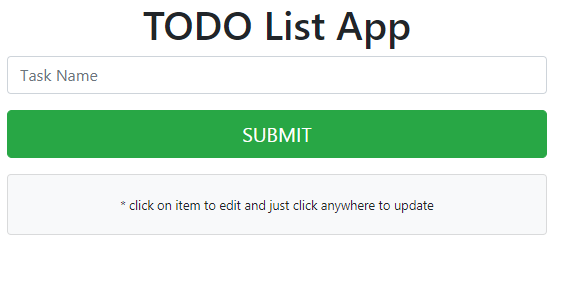 TODO List App
Task Name
SUBMIT
* click on item to edit and just click anywhere to update